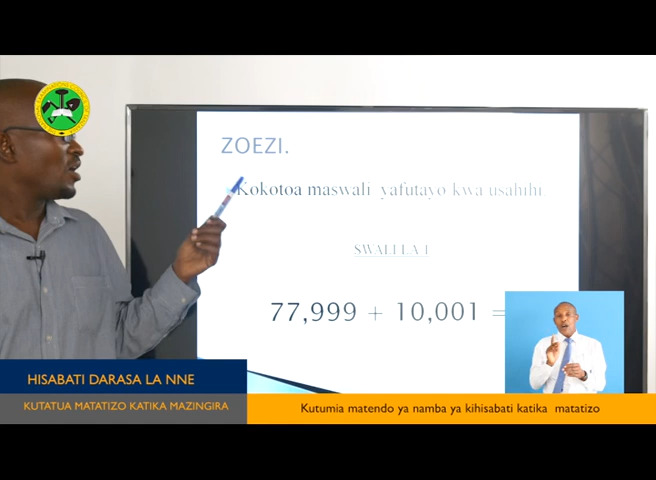 ZOEZI.
Kokotoa maswali yafutayo kwa usahihi.
SWALI LA 1
77,999 + 10,001 =
HISABATI DARASA LA NNE
KUTATUA MATATIZO KATIKA MAZINGIRA
Kutumia matendo ya namba ya kihisabati katika matatizo